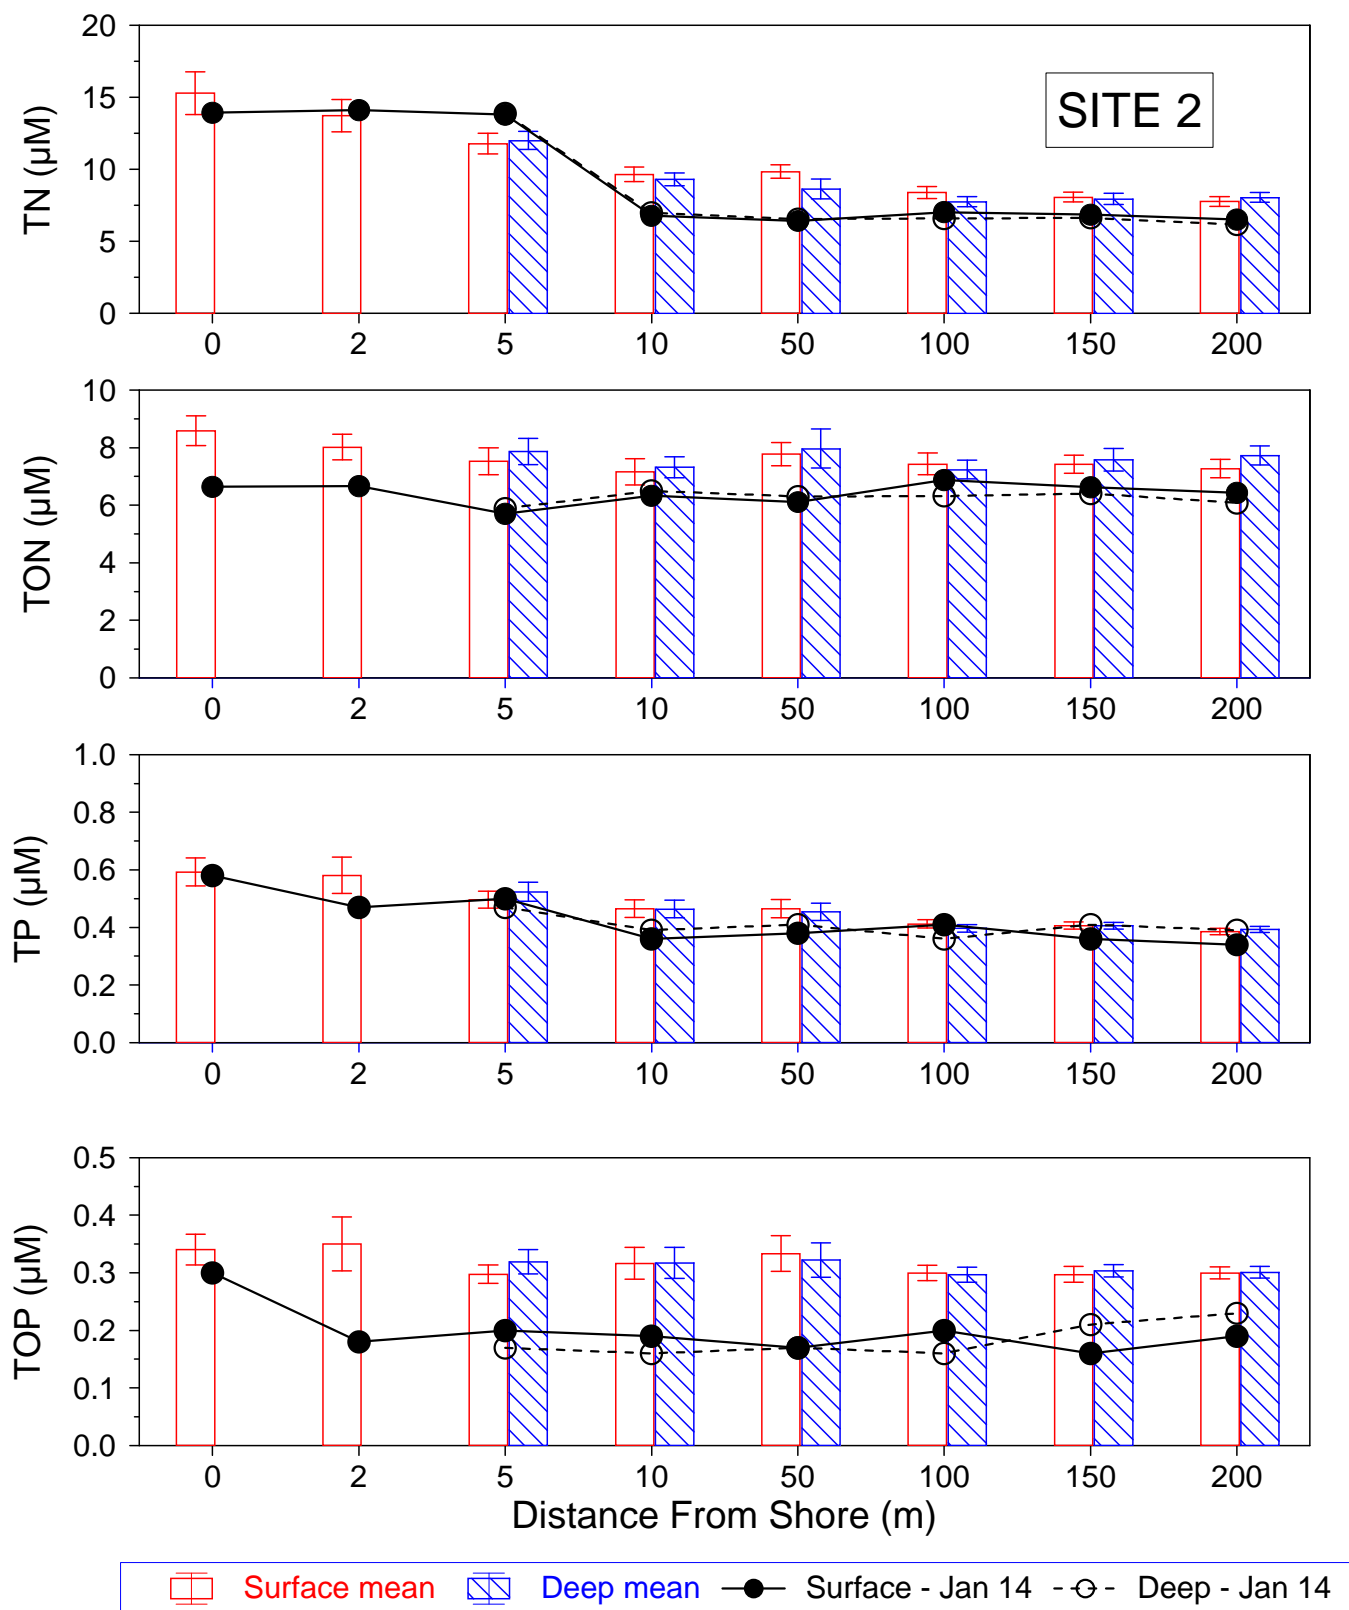 20
15
10
5
0
TN (µM)
SITE 2
0 2 5 10 50 100 150 200
10
8
6
4
2
0
TON (µM)
0 2 5 10 50 100 150 200
1.0
0.8
0.6
0.4
0.2
0.0
TP (µM)
0 2 5 10 50 100 150 200
0.5
0.4
0.3
0.2
0.1
0.0
TOP (µM)
0 2 5 10 50 100 150 200
Distance From Shore (m)
Surface mean Deep mean Surface - Jan 14 Deep - Jan 14